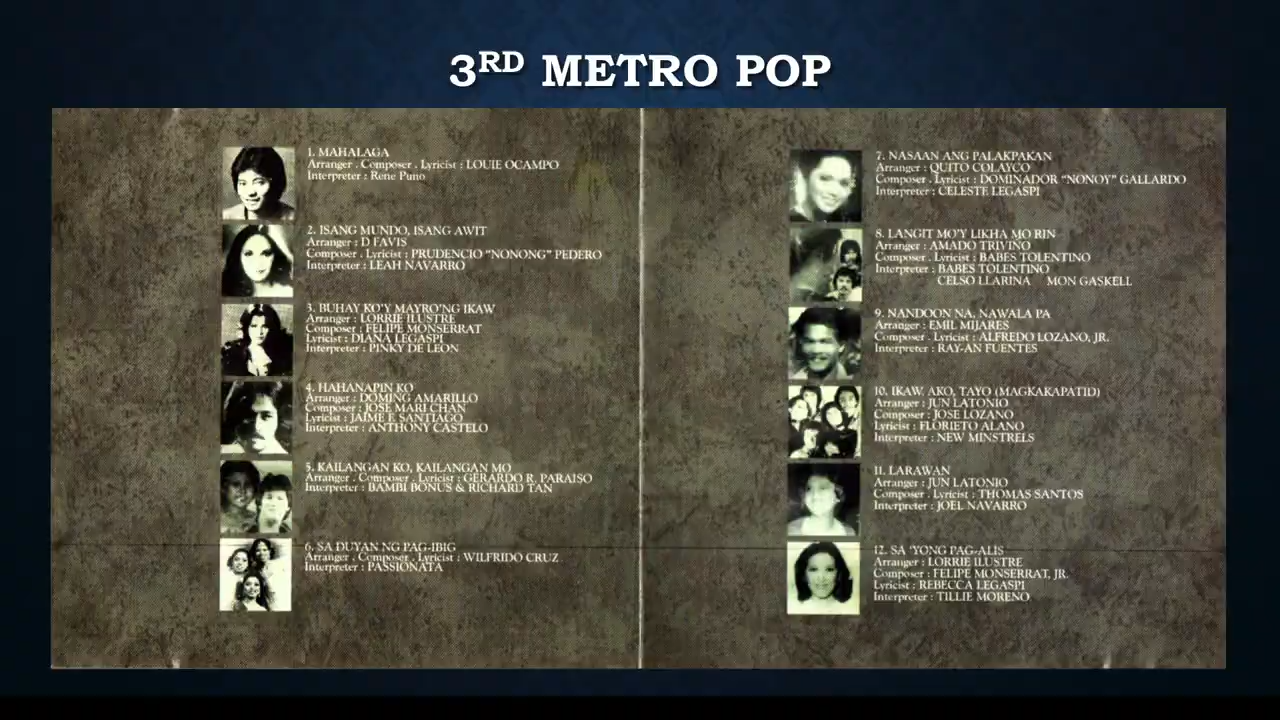 3RD METRO POP
1. MAHALAGA
Arranger . Composer . Lyricist : LOUIE OCAMPO
Interpreter : Rene Puno
2. ISANG MUNDO, ISANG AWIT
Arranger : D FAVIS
Composer . Lyricist : PRUDENCIO “NONONG” PEDERO
Interpreter : LEAH NAVARRO
3. BUHAY KO'Y MAYRO'NG IKAW
Arranger : LORRIE ILUSTRE
Composer : FELIPE MONSERRAT
Lyricist : DIANA LEGASPI
Interpreter : PINKY DE LEON
4. HAHANAPIN KO
Arranger : DOMING AMARILLO
Composer : JOSE MARI CHAN
Lyricist : JAIME F. SANTIAGO
Interpreter : ANTHONY CASTELO
5. KAILANGAN KO, KAILANGAN MO
Arranger . Composer . Lyricist : GERARDO R. PARAISO
Interpreter : BAMBI BONUS & RICHARD TAN
6. SA DUYAN NG PAG-IBIG
Arranger . Composer . Lyricist : WILFRIDO CRUZ
Interpreter : PASSIONATA
7. NASAAN ANG PALAKPAKAN
Arranger : QUITO COLAYCO
Composer . Lyricist : DOMINADOR “NONOY” GALLARDO
Interpreter : CELESTE LEGASPI
8. LANGIT MO'Y LIKHA MO RIN
Arranger : AMADO TRIVINO
Composer . Lyricist : BABES TOLENTINO
Interpreter : BABES TOLENTINO
CELSO LLARINA MON GASKELL
9. NANDOON NA, NAWALA PA
Arranger : EMIL MIJARES
Composer . Lyricist : ALFREDO LOZANO, JR.
Interpreter : RAY-AN FUENTES
10. IKAW, AKO, TAYO (MAGKAKAPATID)
Arranger : JUN LATONIO
Composer : JOSE LOZANO
Lyricist : FLORIETO ALANO
Interpreter : NEW MINSTRELS
11. LARAWAN
Arranger : JUN LATONIO
Composer . Lyricist : THOMAS SANTOS
Interpreter : JOEL NAVARRO
12. SA 'YONG PAG-ALIS
Arranger : LORRIE ILUSTRE
Composer : FELIPE MONSERRAT, JR.
Lyricist : REBECCA LEGASPI
Interpreter : TILLIE MORENO